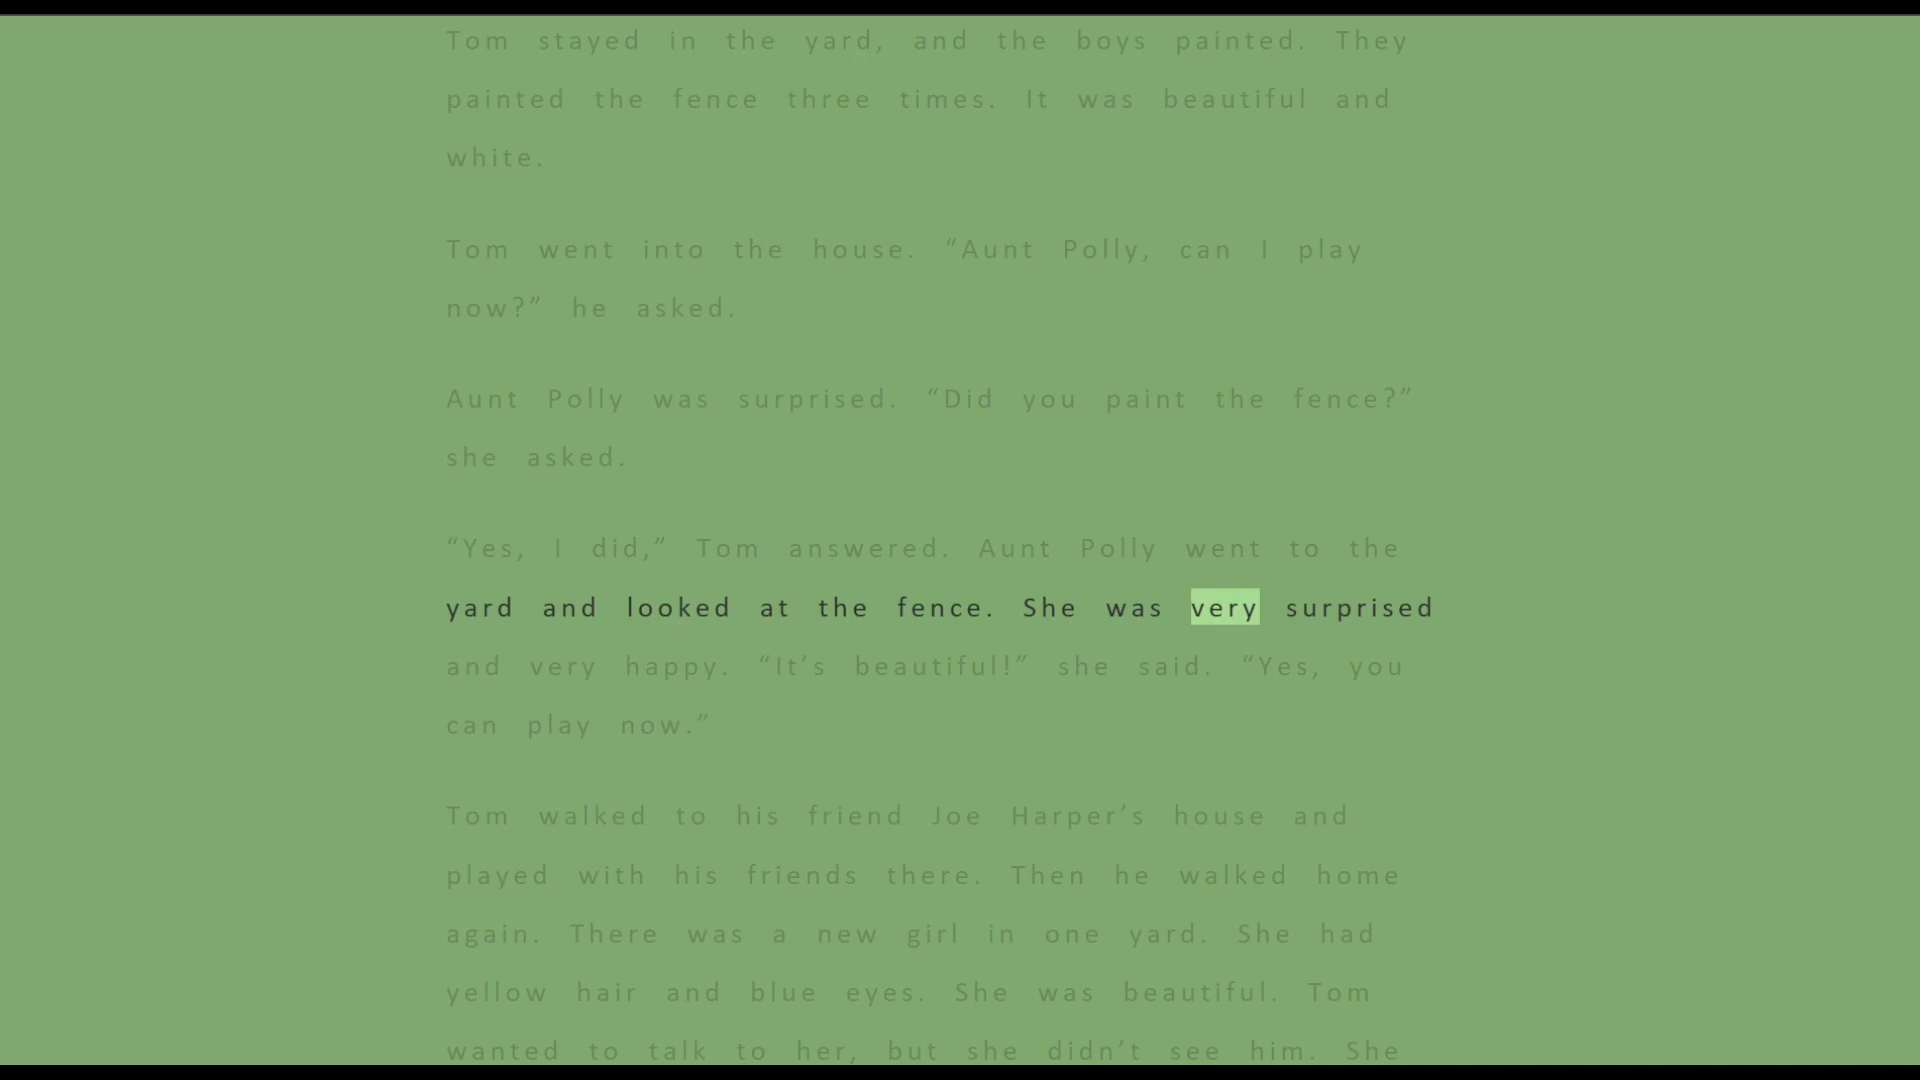 Tom stayed in the yard, and the boys painted. They
painted the fence three times. It was beautiful and
white.
Tom went into the house. “Aunt Polly, can I play
now?” he asked.
Aunt Polly was surprised. “Did you paint the fence?”
she asked.
“Yes, I did,” Tom answered. Aunt Polly went to the
yard and looked at the fence. She was very surprised
and very happy. “It’s beautiful!” she said. “Yes, you
can play now.”
Tom walked to his friend Joe Harper’s house and
played with his friends there. Then he walked home
again. There was a new girl in one yard. She had
yellow hair and blue eyes. She was beautiful. Tom
wanted to talk to her, but she didn’t see him. She